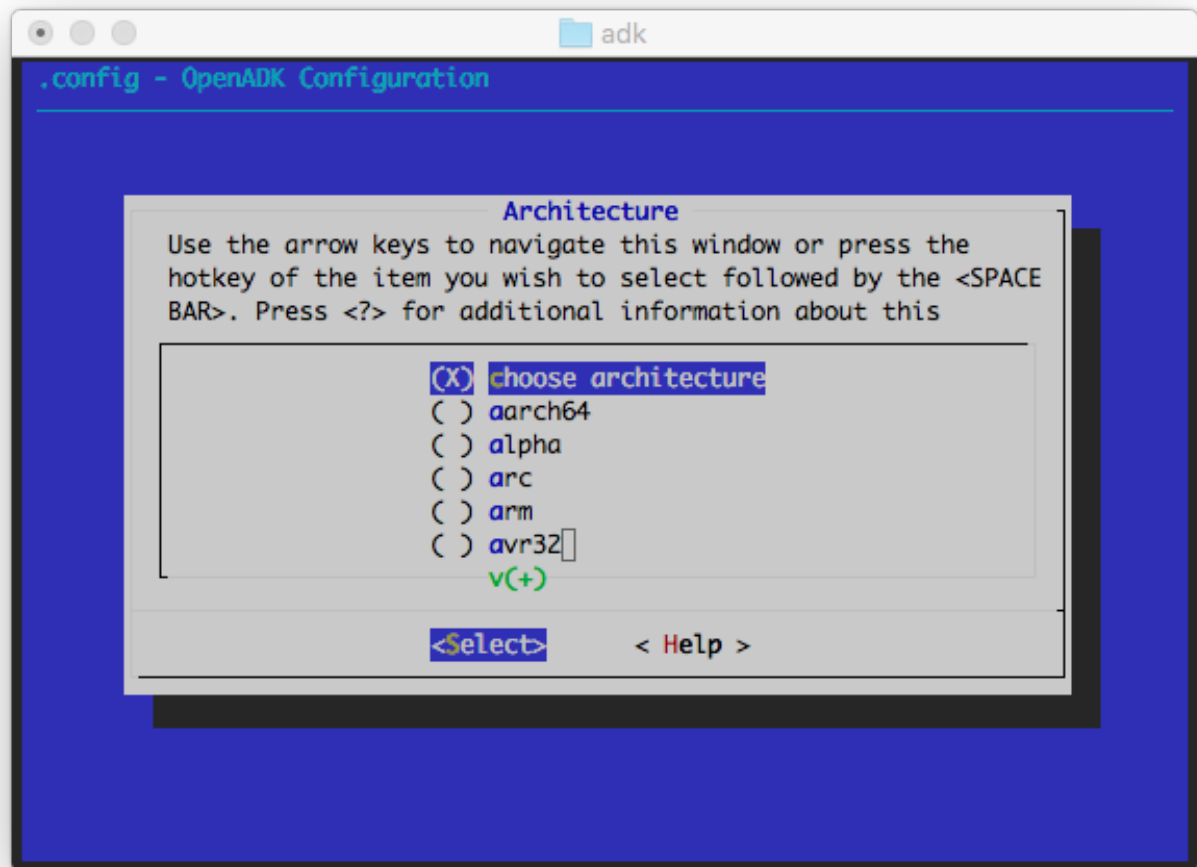 adk
.config - OpenADK Configuration
Architecture
Use the arrow keys to navigate this window or press the
hotkey of the item you wish to select followed by the <SPACE
BAR>. Press <?> for additional information about this
(X) choose architecture
( ) aarch64
( ) alpha
( ) arc
( ) arm
( ) avr32
v(+)
<Select> < Help >